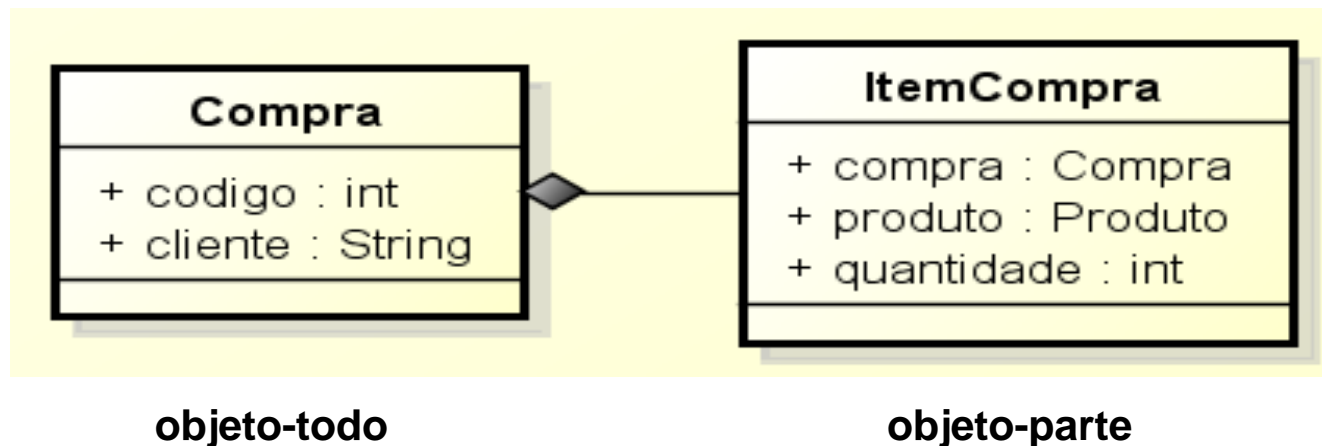 Compra
+ codigo : int
+ cliente : String
ItemCompra
+ compra : Compra
+ produto : Produto
+ quantidade : int
objeto-todo
objeto-parte